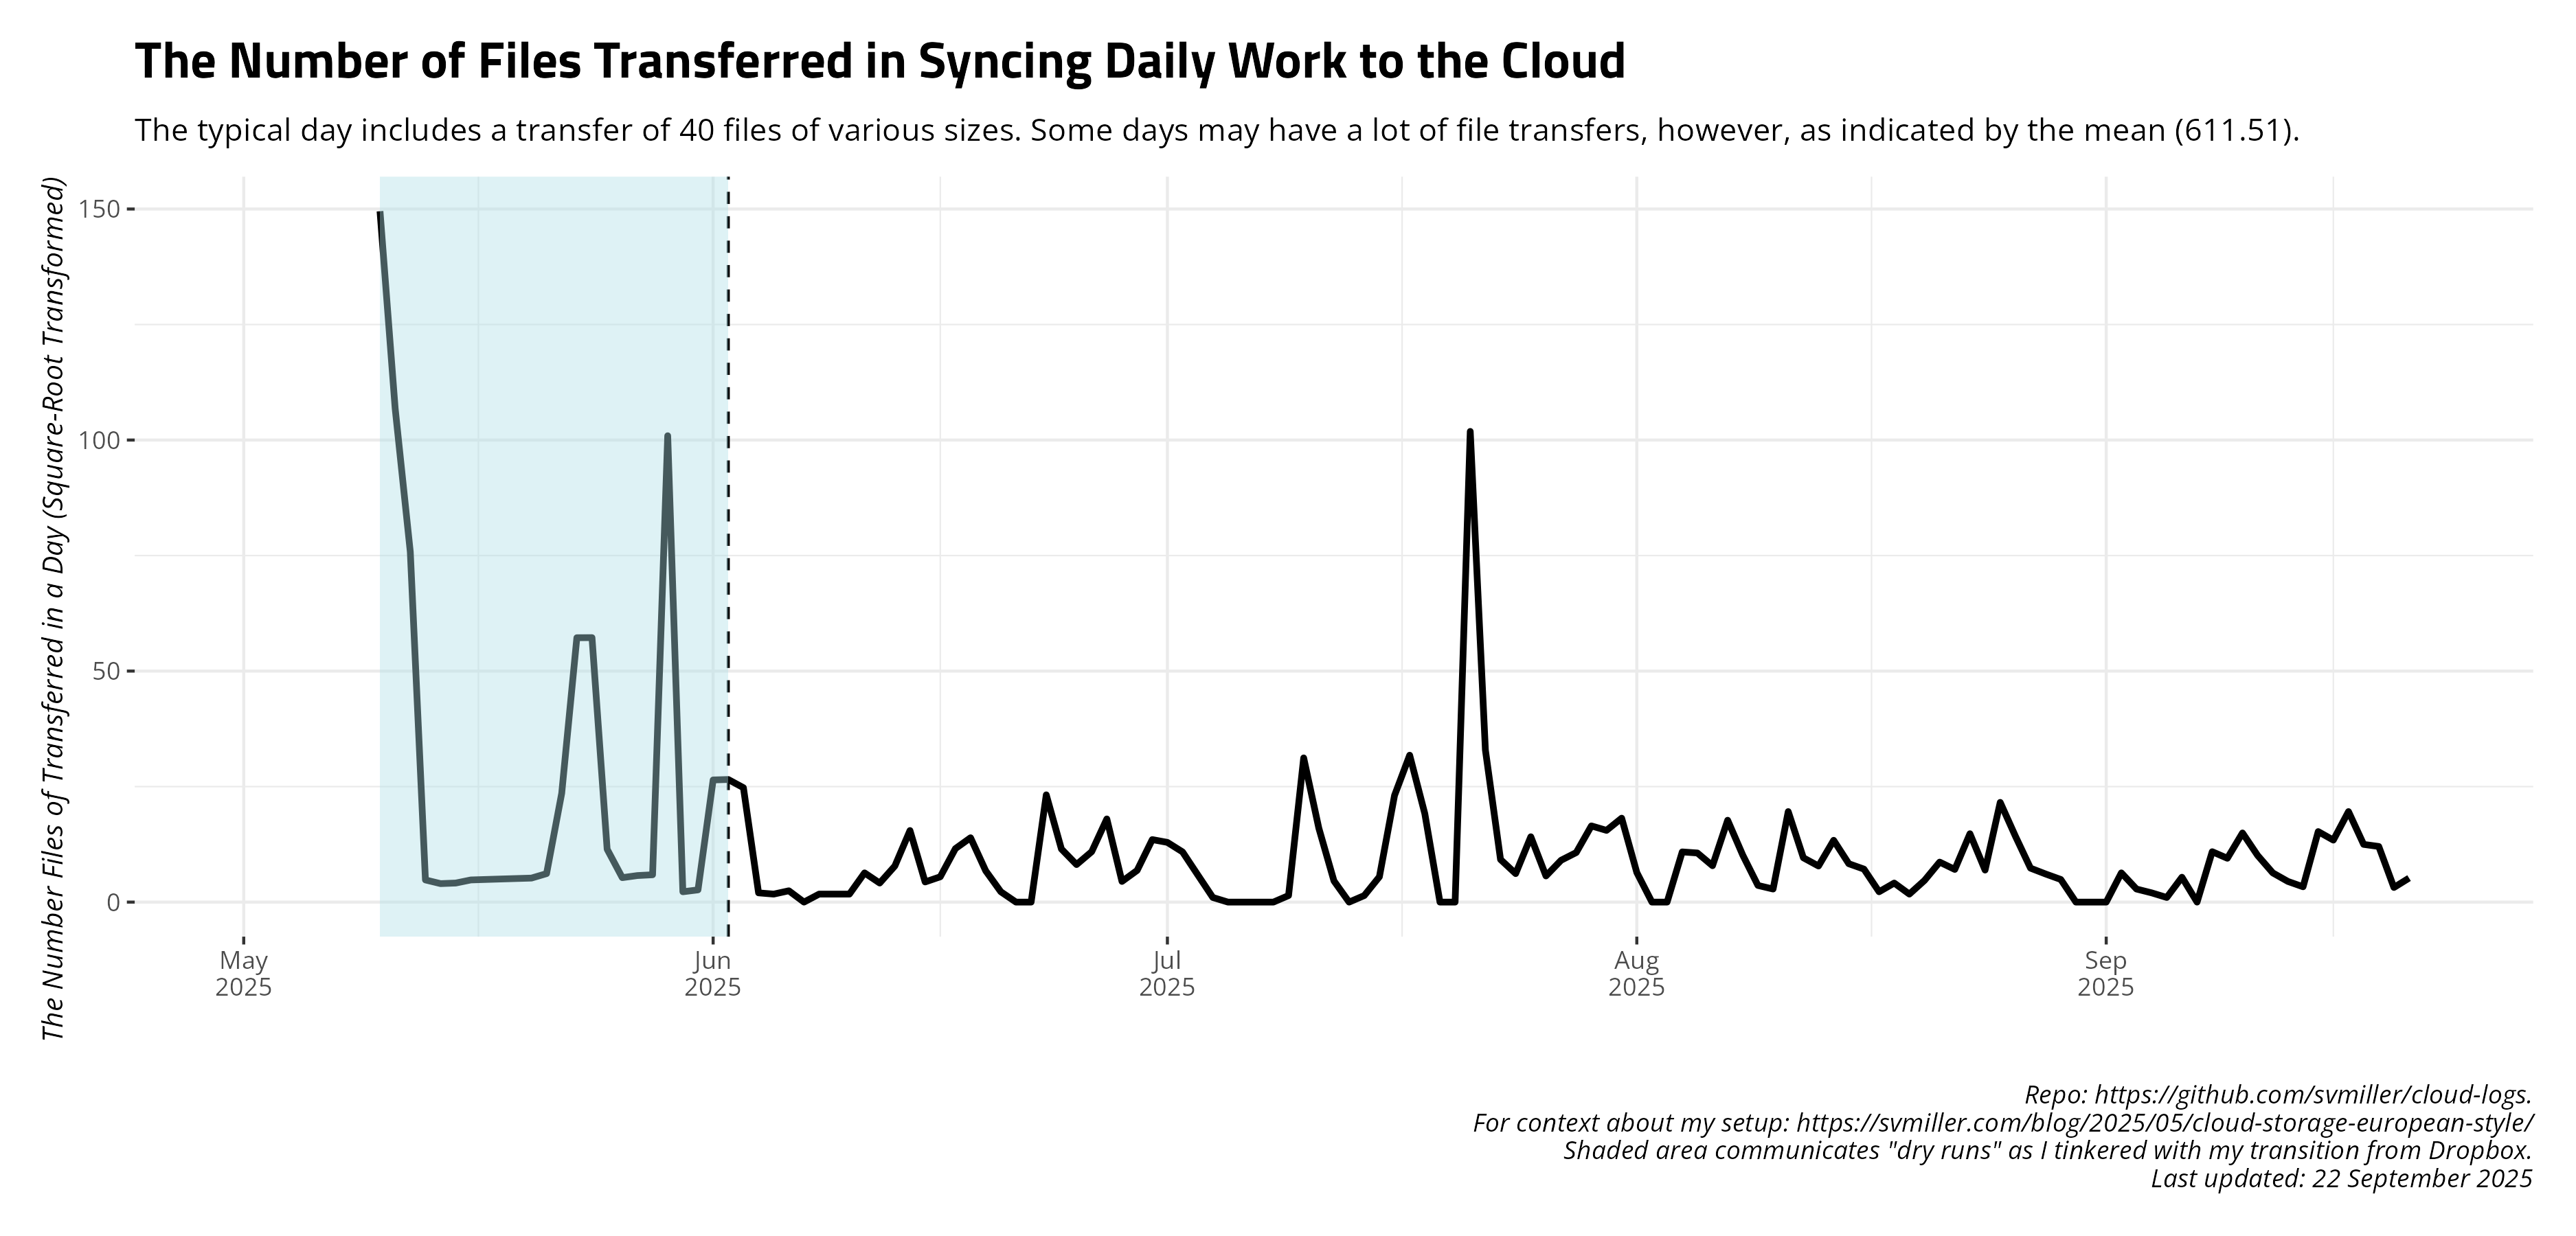 The Number of Files Transferred in Syncing Daily Work to the Cloud
The typical day includes a transfer of 40 files of various sizes. Some days may have a lot of file transfers, however, as indicated by the mean (611.51).
The Number Files of Transferred in a Day (Square-Root Transformed)
150
100
50
0
May
2025
Jun
2025
Jul
2025
Aug
2025
Sep
2025
Repo: https://github.com/svmiller/cloud-logs.
For context about my setup: https://svmiller.com/blog/2025/05/cloud-storage-european-style/
Shaded area communicates "dry runs" as I tinkered with my transition from Dropbox.
Last updated: 22 September 2025